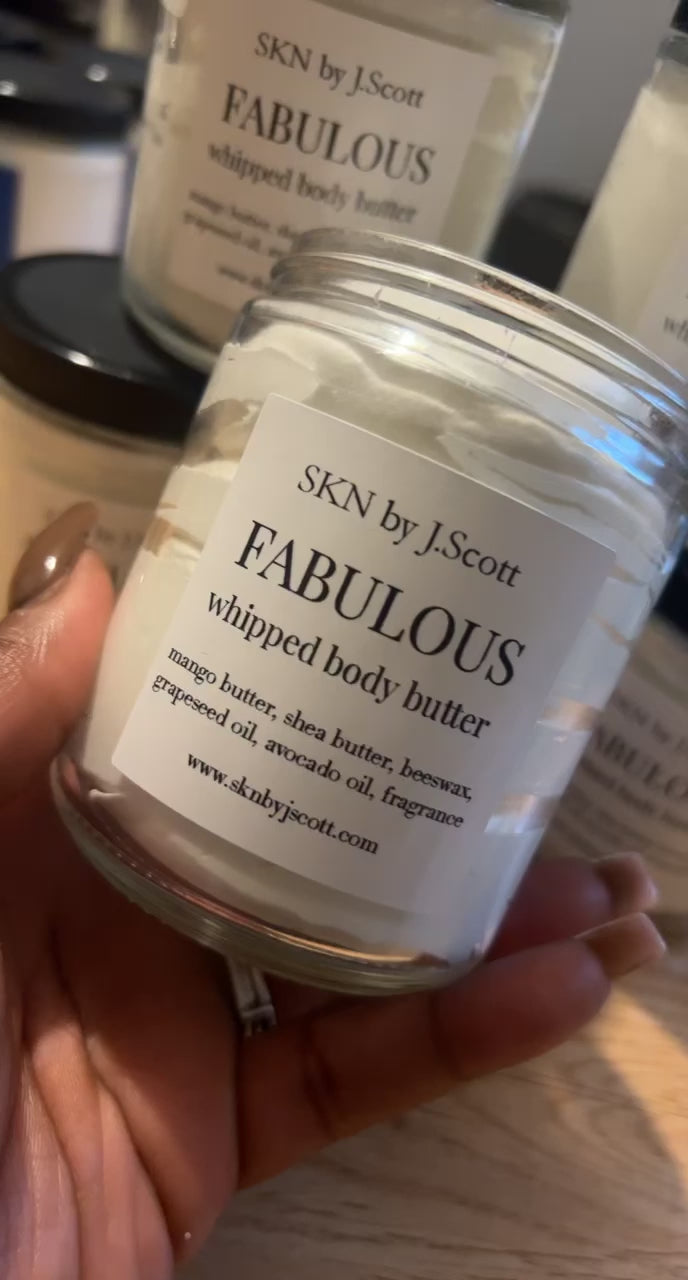 SKN by J.Scott
FABULOUS
whipped body butter
SKN by J.Scott
FABULOUS
whipped body butter
mango butter, shea butter, beeswax,
grapeseed oil, avocado oil, fragrance
www.sknbyjscott.com